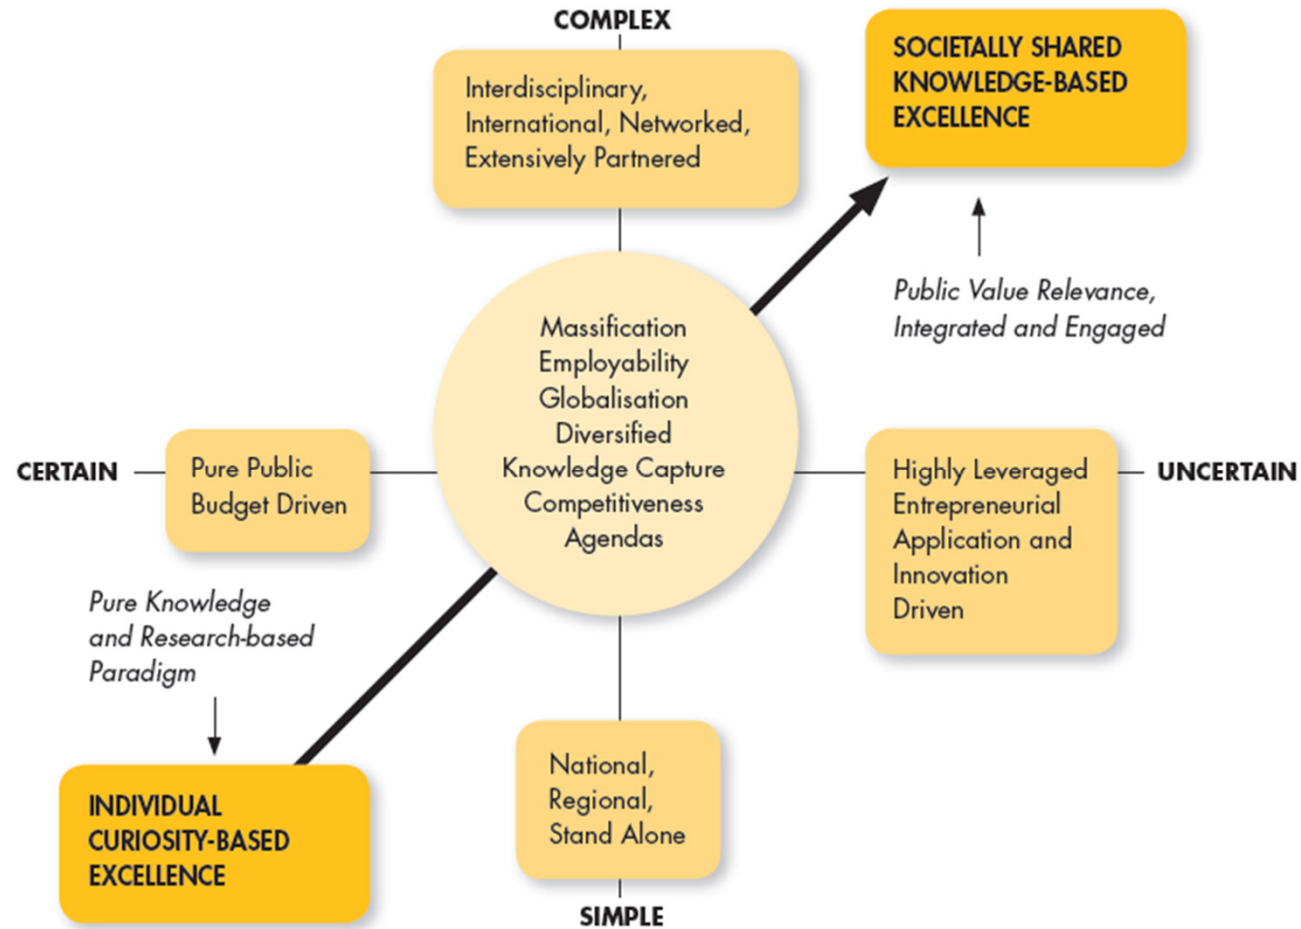 COMPLEX
Interdisciplinary,
International, Networked,
Extensively Partnered
SOCIETALLY SHARED
KNOWLEDGE-BASED
EXCELLENCE
Public Value Relevance,
Integrated and Engaged
Massification
Employability
Globalisation
Diversified
Knowledge Capture
Competitiveness
Agendas
CERTAIN
Pure Public
Budget Driven
Highly Leveraged
Entrepreneurial
Application and
Innovation
Driven
UNCERTAIN
Pure Knowledge
and Research-based
Paradigm
INDIVIDUAL
CURIOSITY-BASED
EXCELLENCE
National,
Regional,
Stand Alone
SIMPLE